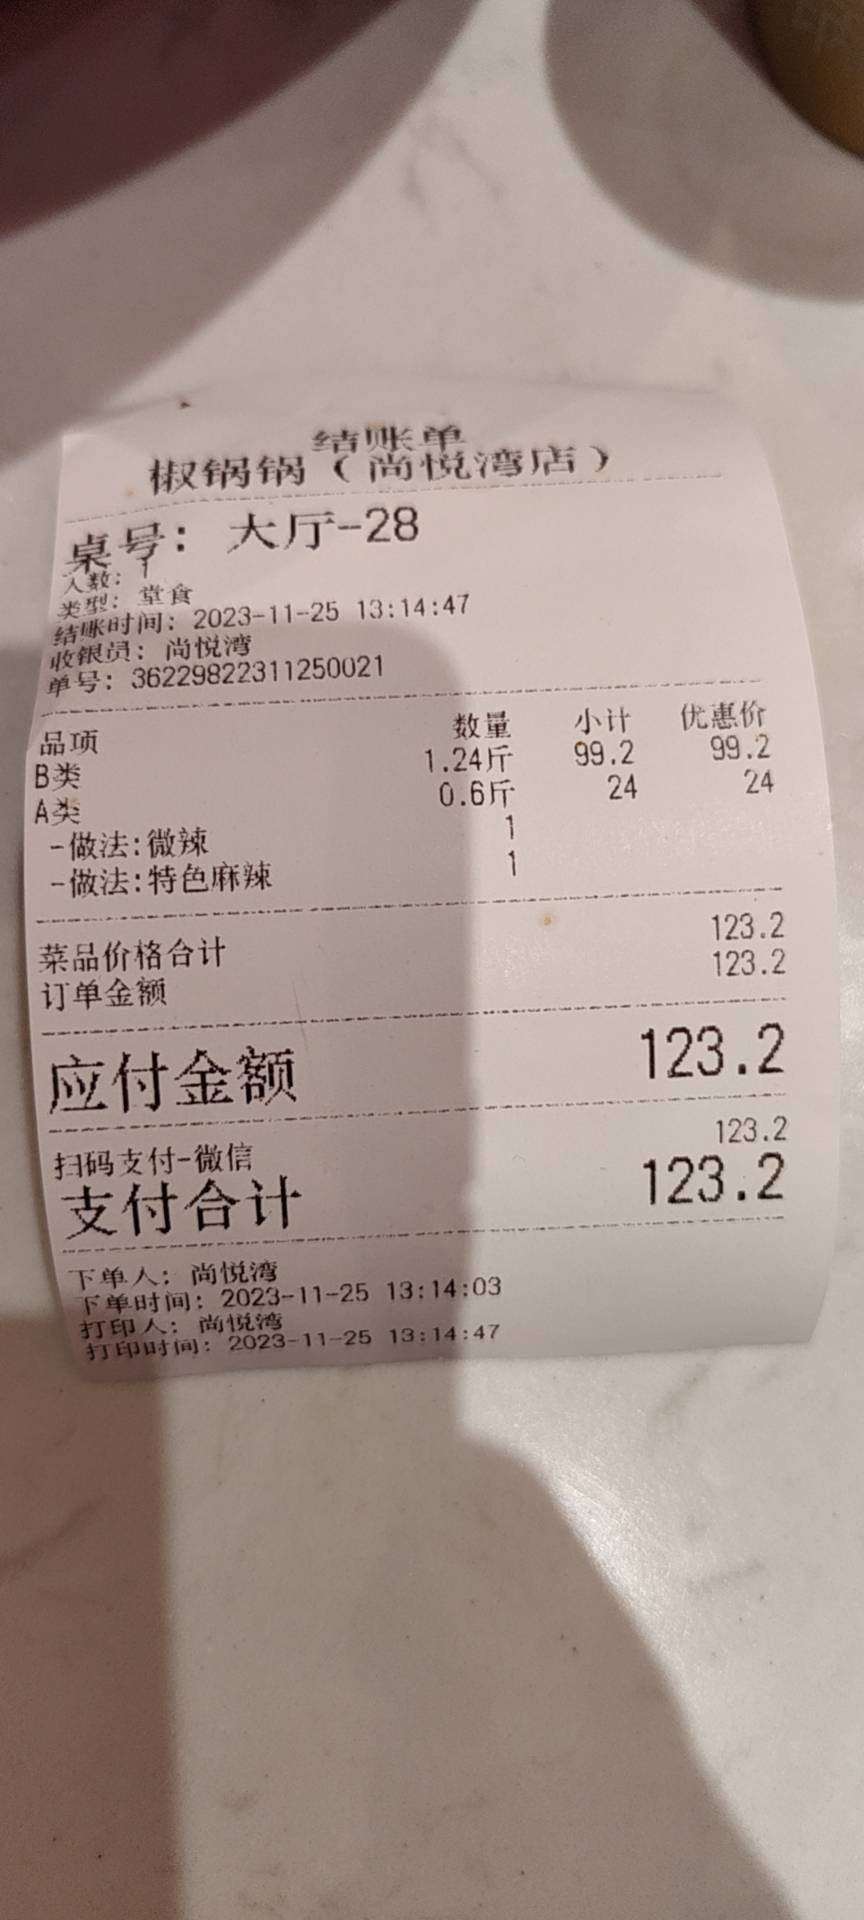 结账单
椒锅锅（尚悦湾店）
桌号: 大厅-28
人数: 1
类型: 堂食
结账时间: 2023-11-25 13:14:47
收银员: 尚悦湾
单号: 36229822311250021
品项 数量 小计 优惠价
B类 1.24斤 99.2 99.2
A类 0.6斤 24 24
-做法:微辣 1
-做法:特色麻辣 1
菜品价格合计 123.2
订单金额 123.2
应付金额 123.2
扫码支付-微信 123.2
支付合计 123.2
下单人: 尚悦湾
下单时间: 2023-11-25 13:14:03
打印人: 尚悦湾
打印时间: 2023-11-25 13:14:47